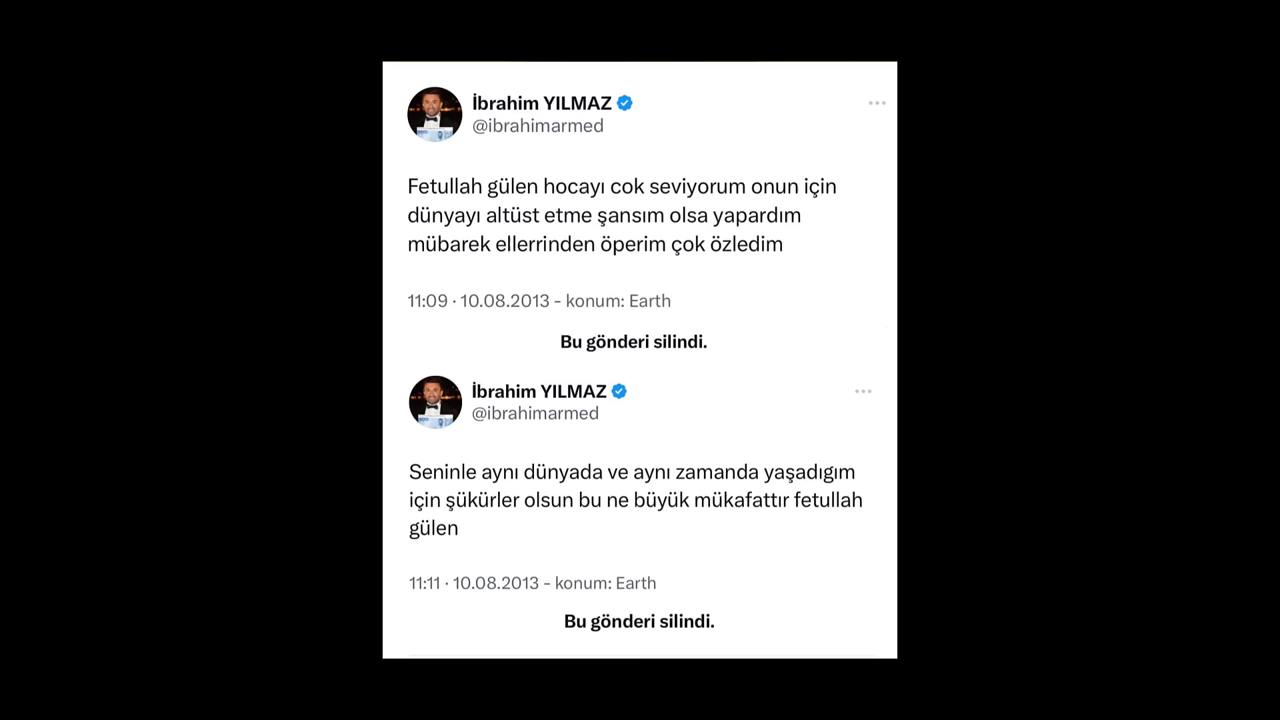 İbrahim YILMAZ
@ibrahimarmed
Fetullah gülen hocayı cok seviyorum onun için
dünyayı altüst etme şansım olsa yapardım
mübarek ellerrinden öperim çok özledim
11:09 · 10.08.2013 - konum: Earth
Bu gönderi silindi.
İbrahim YILMAZ
@ibrahimarmed
Seninle aynı dünyada ve aynı zamanda yaşadıgım
için şükürler olsun bu ne büyük mükafattır fetullah
gülen
11:11 · 10.08.2013 - konum: Earth
Bu gönderi silindi.